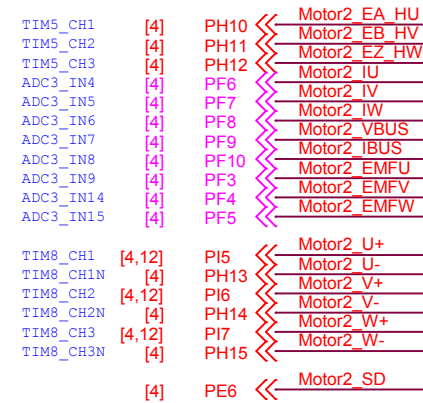 TIM5_CH1 [4] PH10 Motor2_EA_HU
TIM5_CH2 [4] PH11 Motor2_EB_HV
TIM5_CH3 [4] PH12 Motor2_EZ_HW
ADC3_IN4 [4] PF6 Motor2_IU
ADC3_IN5 [4] PF7 Motor2_IV
ADC3_IN6 [4] PF8 Motor2_IW
ADC3_IN7 [4] PF9 Motor2_VBUS
ADC3_IN8 [4] PF10 Motor2_IBUS
ADC3_IN9 [4] PF3 Motor2_EMFU
ADC3_IN14 [4] PF4 Motor2_EMFV
ADC3_IN15 [4] PF5 Motor2_EMFW
TIM8_CH1 [4,12] PI5 Motor2_U+
TIM8_CH1N [4] PH13 Motor2_U-
TIM8_CH2 [4,12] PI6 Motor2_V+
TIM8_CH2N [4] PH14 Motor2_V-
TIM8_CH3 [4,12] PI7 Motor2_W+
TIM8_CH3N [4] PH15 Motor2_W-
[4] PE6 Motor2_SD